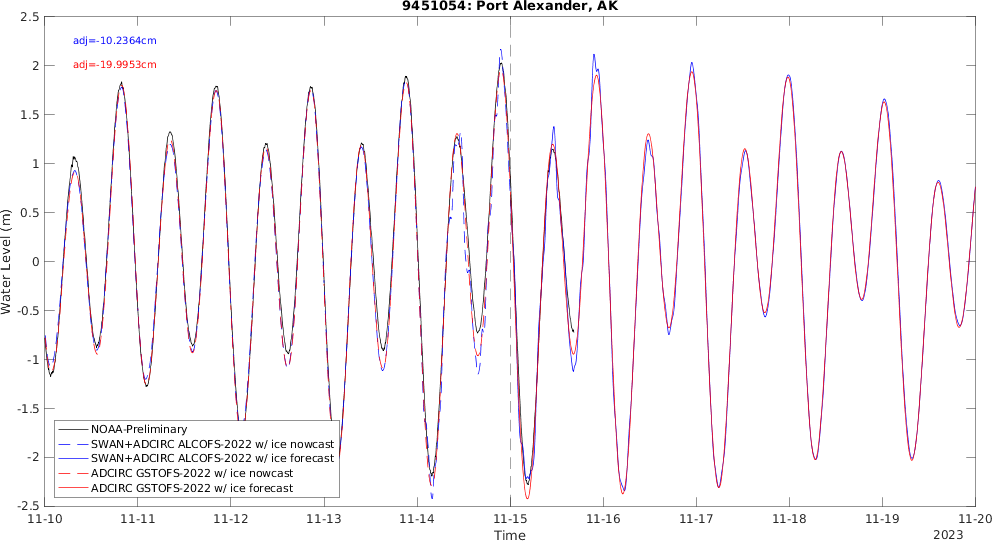 9451054: Port Alexander, AK
adj=-10.2364cm
adj=-19.9953cm
Water Level (m)
2.5
2
1.5
1
0.5
0
-0.5
-1
-1.5
-2
-2.5
NOAA-Preliminary
SWAN+ADCIRC ALCOFS-2022 w/ ice nowcast
SWAN+ADCIRC ALCOFS-2022 w/ ice forecast
ADCIRC GSTOFS-2022 w/ ice nowcast
ADCIRC GSTOFS-2022 w/ ice forecast
11-10 11-11 11-12 11-13 11-14 11-15 11-16 11-17 11-18 11-19 11-20
Time
2023